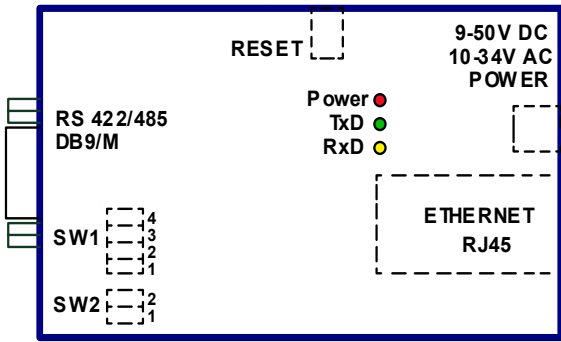 RESET
9-50V DC
10-34V AC
POWER
Power
TxD
RxD
RS 422/485
DB9/M
ETHERNET
RJ45
SW1
4
3
2
1
SW2
2
1